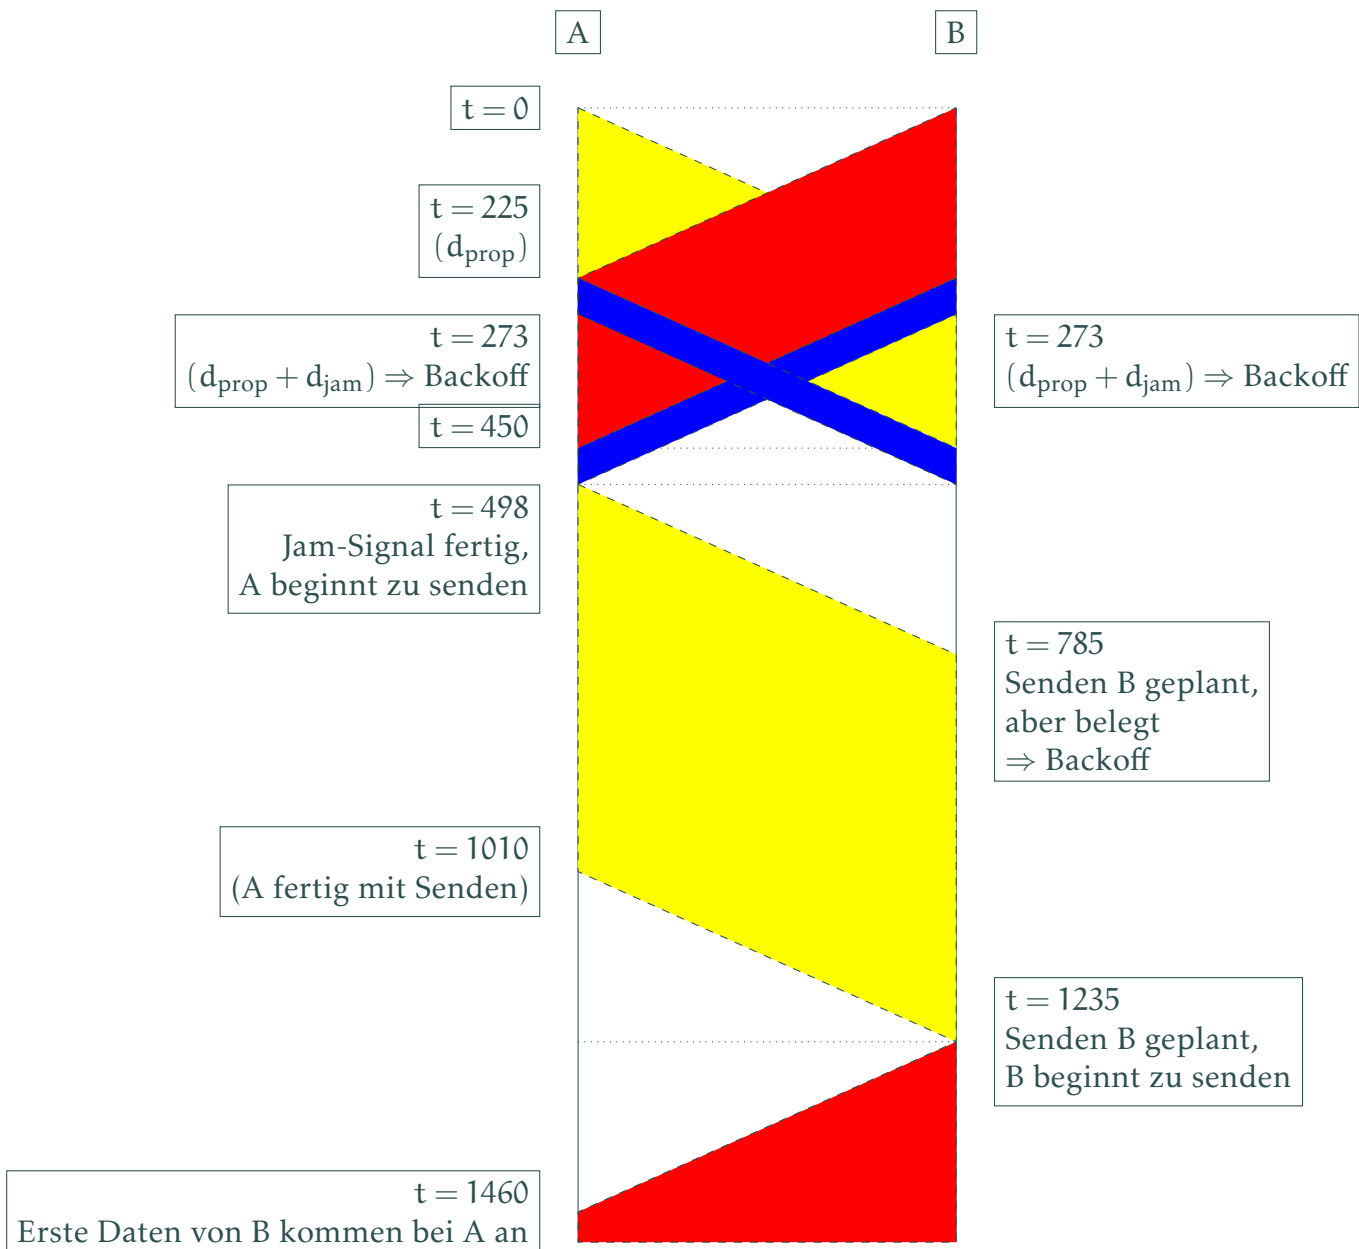 A
B
t = 0
t = 225
(d_prop)
t = 273
(d_prop + d_jam) ⇒ Backoff
t = 273
(d_prop + d_jam) ⇒ Backoff
t = 450
t = 498
Jam-Signal fertig,
A beginnt zu senden
t = 785
Senden B geplant,
aber belegt
⇒ Backoff
t = 1010
(A fertig mit Senden)
t = 1235
Senden B geplant,
B beginnt zu senden
t = 1460
Erste Daten von B kommen bei A an